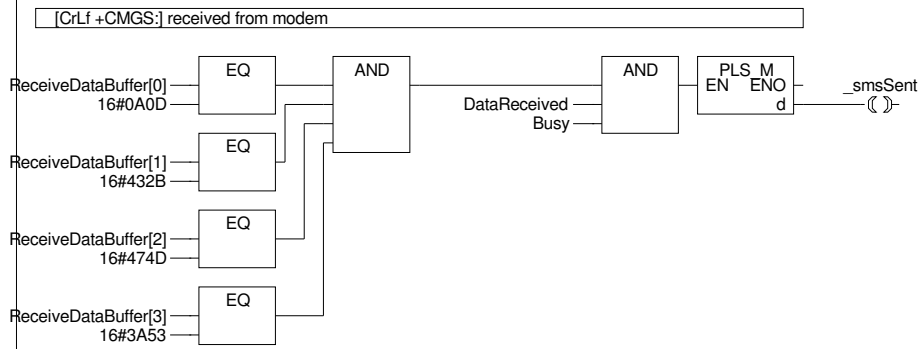 [CrLf +CMGS:] received from modem
EQ AND AND PLS_M
ReceiveDataBuffer[0] EN ENO _smsSent
16#0A0D DataReceived d
EQ Busy
ReceiveDataBuffer[1]
16#432B
EQ
ReceiveDataBuffer[2]
16#474D
EQ
ReceiveDataBuffer[3]
16#3A53